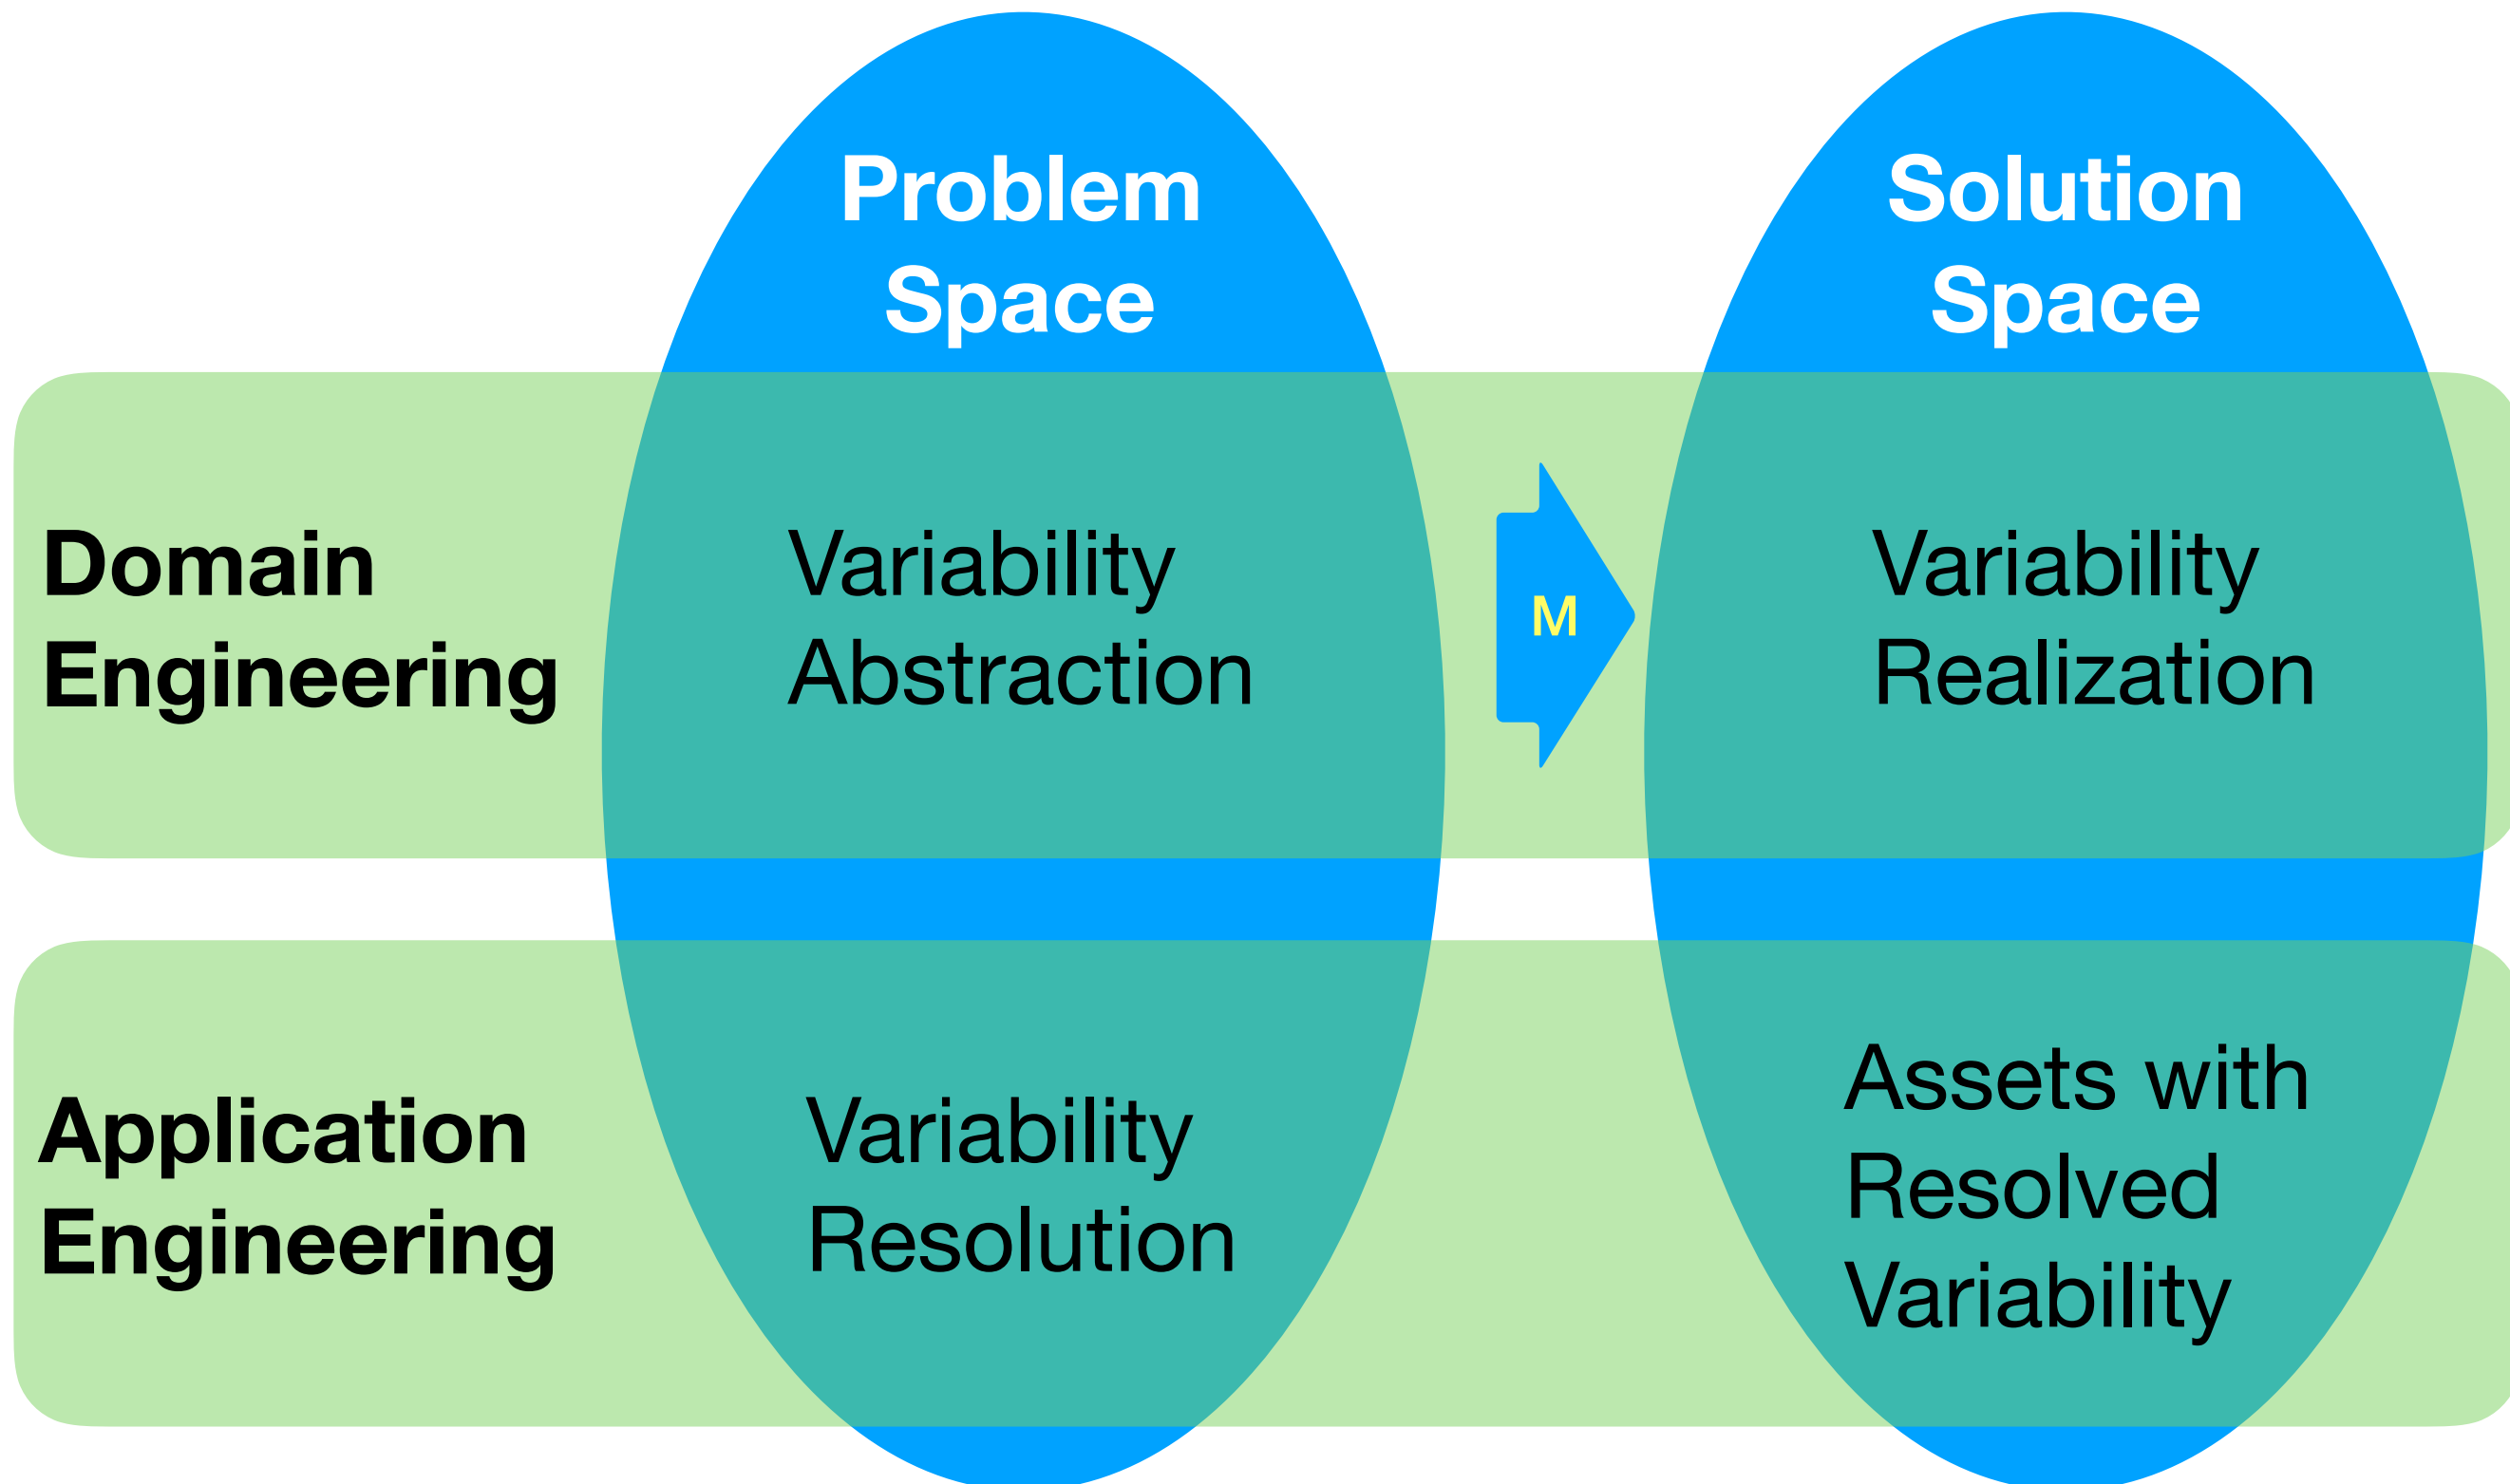 Problem
Space
Solution
Space
Domain
Engineering
Variability
Abstraction
M
Variability
Realization
Application
Engineering
Variability
Resolution
Assets with
Resolved
Variability